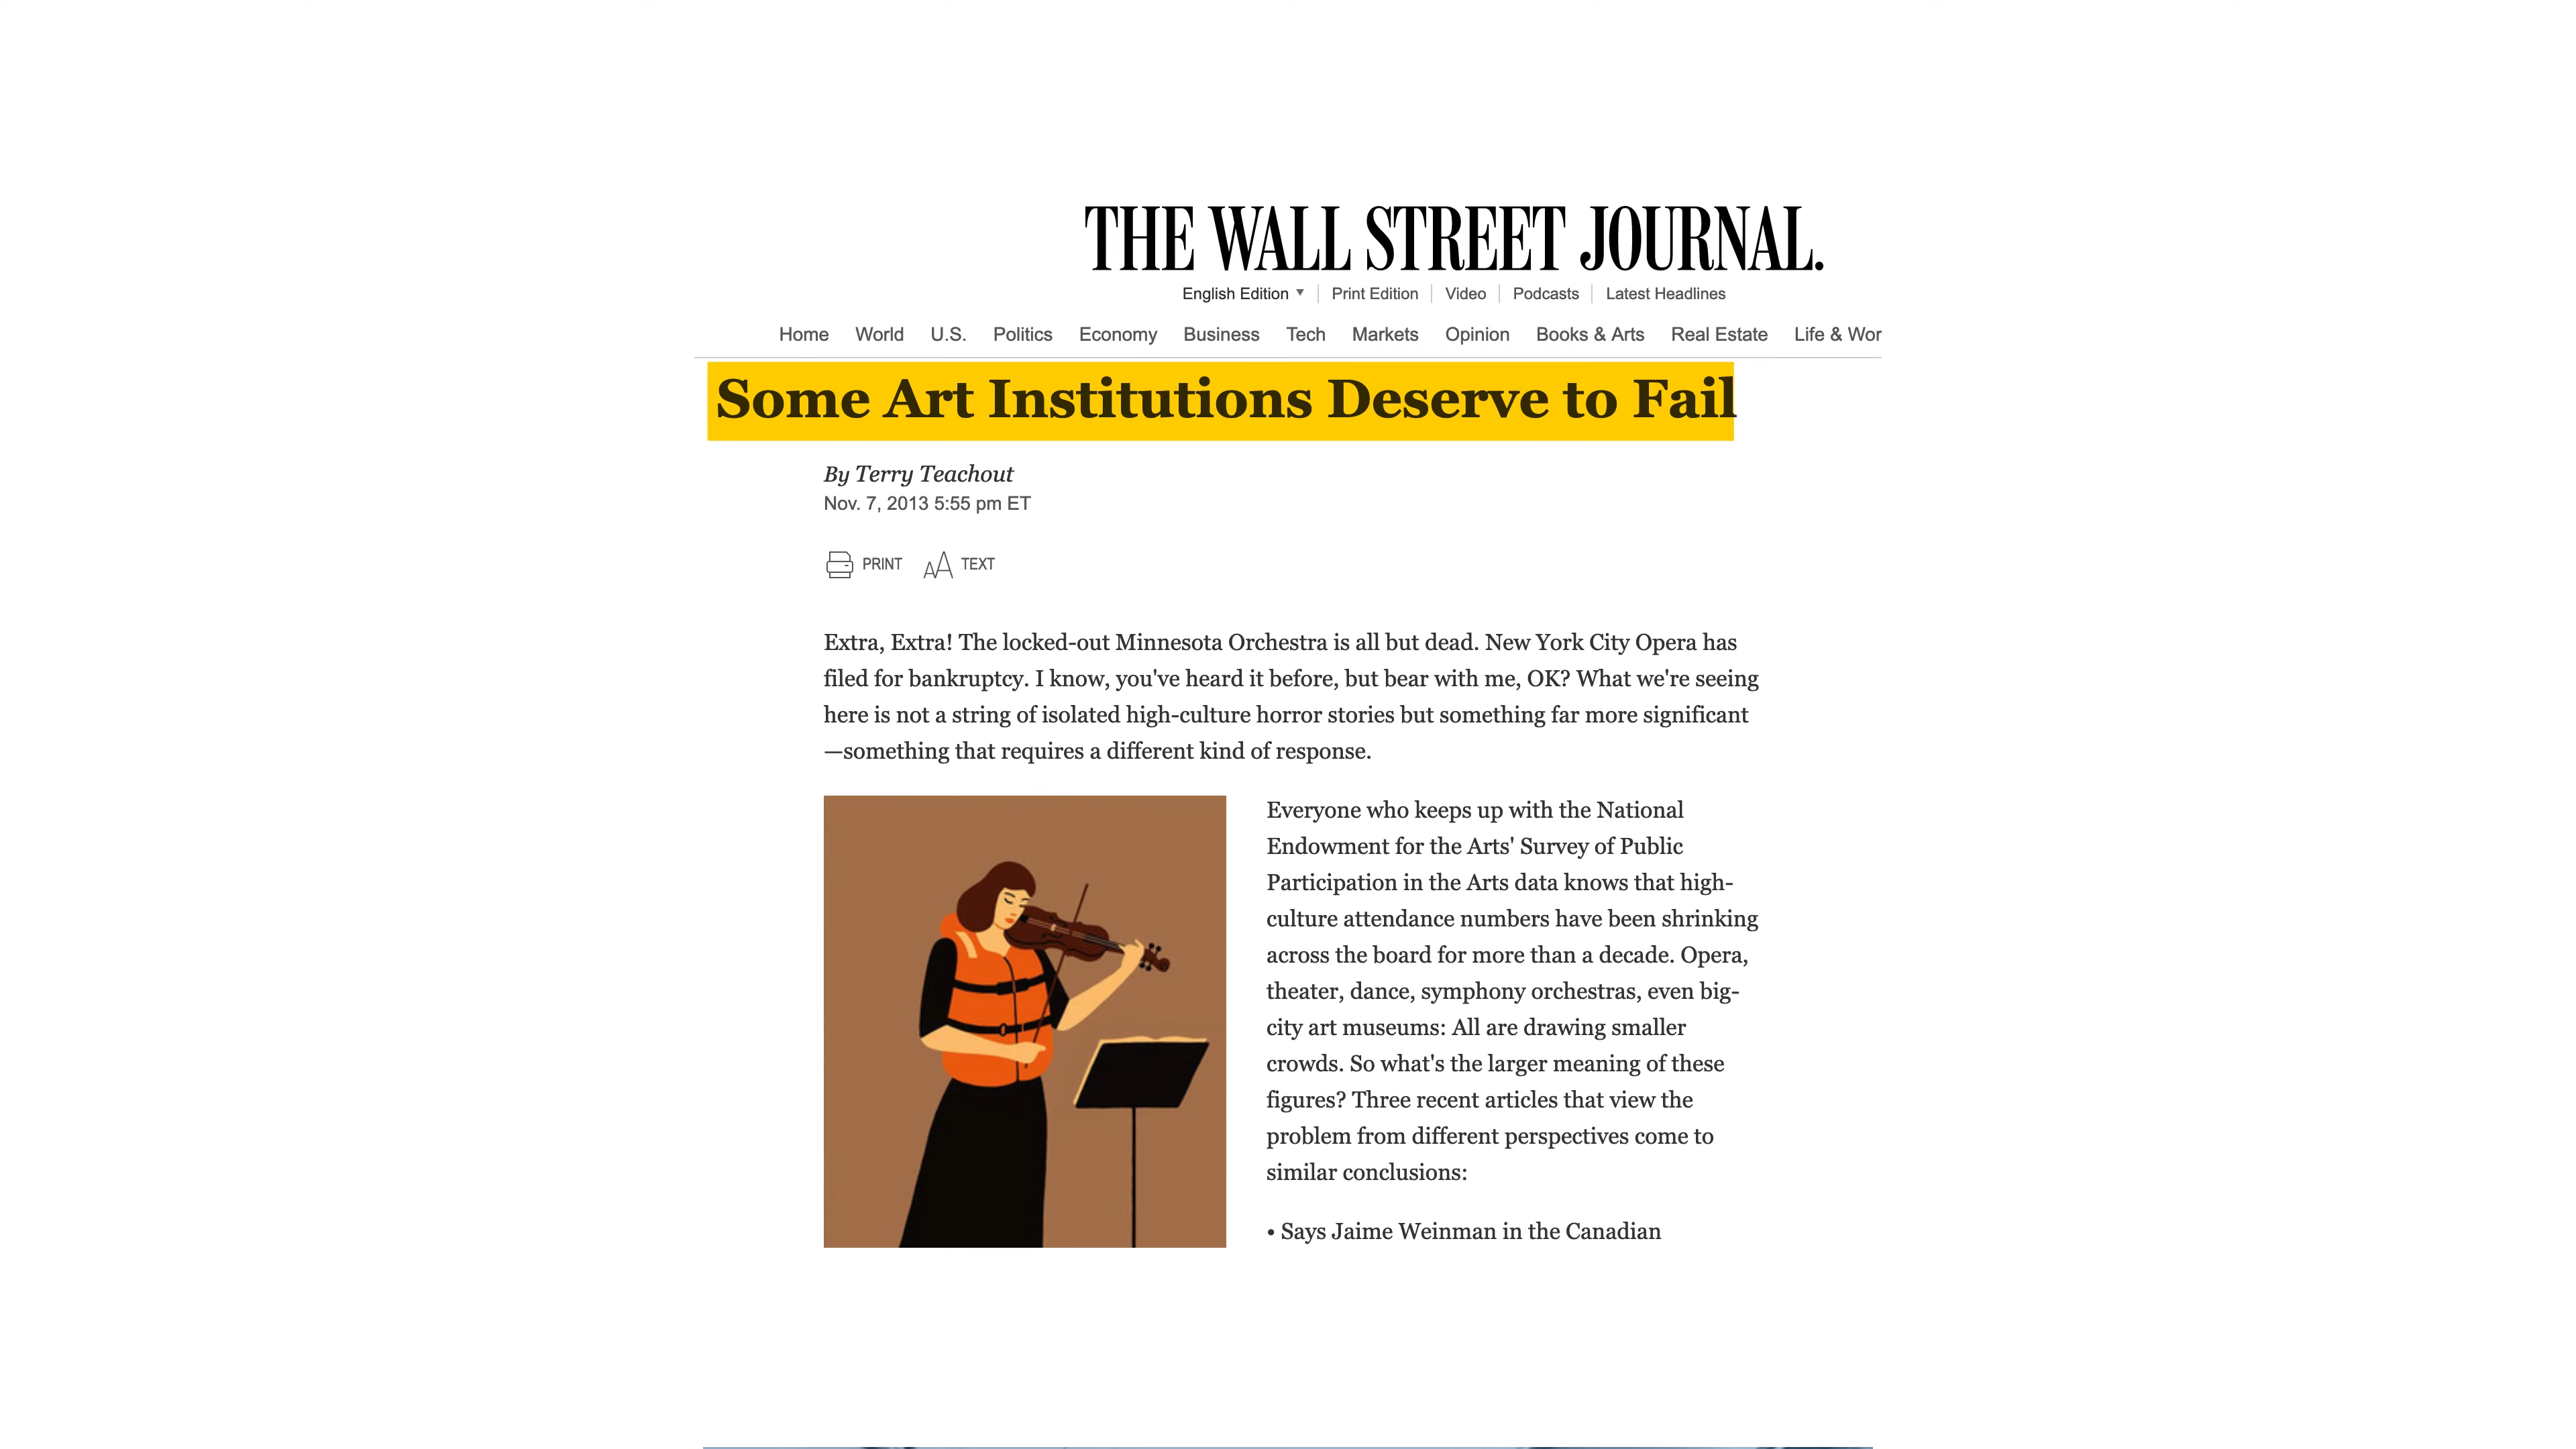 THE WALL STREET JOURNAL.
English Edition ▼ | Print Edition | Video | Podcasts | Latest Headlines
Home World U.S. Politics Economy Business Tech Markets Opinion Books & Arts Real Estate Life & Wor
Some Art Institutions Deserve to Fail
By Terry Teachout
Nov. 7, 2013 5:55 pm ET
PRINT AA TEXT
Extra, Extra! The locked-out Minnesota Orchestra is all but dead. New York City Opera has
filed for bankruptcy. I know, you've heard it before, but bear with me, OK? What we're seeing
here is not a string of isolated high-culture horror stories but something far more significant
—something that requires a different kind of response.
Everyone who keeps up with the National
Endowment for the Arts' Survey of Public
Participation in the Arts data knows that high-
culture attendance numbers have been shrinking
across the board for more than a decade. Opera,
theater, dance, symphony orchestras, even big-
city art museums: All are drawing smaller
crowds. So what's the larger meaning of these
figures? Three recent articles that view the
problem from different perspectives come to
similar conclusions:
• Says Jaime Weinman in the Canadian